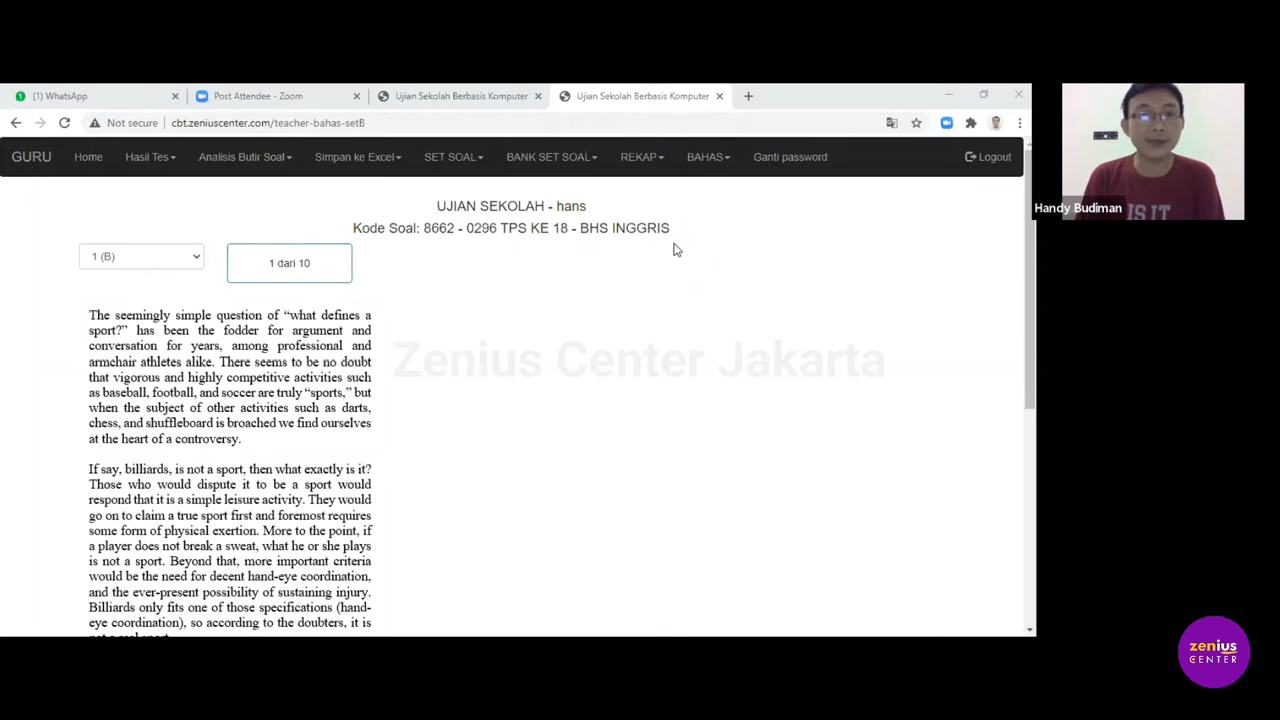 (1) WhatsApp
Post Attendee - Zoom
Ujian Sekolah Berbasis Komputer
Ujian Sekolah Berbasis Komputer
Not secure
cbt.zeniuscenter.com/teacher-bahas-setB
GURU Home Hasil Tes Analisis Butir Soal Simpan ke Excel SET SOAL BANK SET SOAL REKAP BAHAS Ganti password Logout
UJIAN SEKOLAH - hans
Kode Soal: 8662 - 0296 TPS KE 18 - BHS INGGRIS
1 (B)
1 dari 10
The seemingly simple question of “what defines a
sport?” has been the fodder for argument and
conversation for years, among professional and
armchair athletes alike. There seems to be no doubt
that vigorous and highly competitive activities such
as baseball, football, and soccer are truly “sports,” but
when the subject of other activities such as darts,
chess, and shuffleboard is broached we find ourselves
at the heart of a controversy.
If say, billiards, is not a sport, then what exactly is it?
Those who would dispute it to be a sport would
respond that it is a simple leisure activity. They would
go on to claim a true sport first and foremost requires
some form of physical exertion. More to the point, if
a player does not break a sweat, what he or she plays
is not a sport. Beyond that, more important criteria
would be the need for decent hand-eye coordination,
and the ever-present possibility of sustaining injury.
Billiards only fits one of those specifications (hand-
eye coordination), so according to the doubters, it is
not a real sport.
Zenius Center Jakarta
IS IT
Handy Budiman
zenius
CENTER